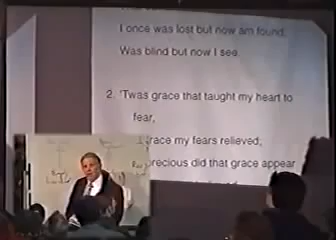 I once was lost but now am found,
Was blind but now I see.
2. 'Twas grace that taught my heart to
fear,
grace my fears relieved;
precious did that grace appear